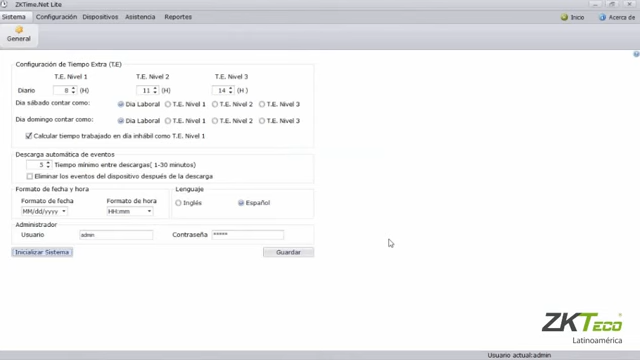 ZKTime.Net Lite
Sistema Configuración Dispositivos Asistencia Reportes Inicio Acerca de
General
Configuración de Tiempo Extra (T.E)
T.E. Nivel 1 T.E. Nivel 2 T.E. Nivel 3
Diario 8 (H) 11 (H) 14 (H )
Dia sábado contar como: Dia Laboral T.E. Nivel 1 T.E. Nivel 2 T.E. Nivel 3
Dia domingo contar como: Dia Laboral T.E. Nivel 1 T.E. Nivel 2 T.E. Nivel 3
Calcular tiempo trabajado en día inhábil como T.E. Nivel 1
Descarga automática de eventos
5 Tiempo mínimo entre descargas( 1-30 minutos)
Eliminar los eventos del dispositivo después de la descarga
Formato de fecha y hora Lenguaje
Formato de fecha Formato de hora Inglés Español
MM/dd/yyyy HH:mm
Administrador
Usuario admin Contraseña *****
Inicializar Sistema Guardar
ZKTeco
Latinoamérica
Usuario actual:admin